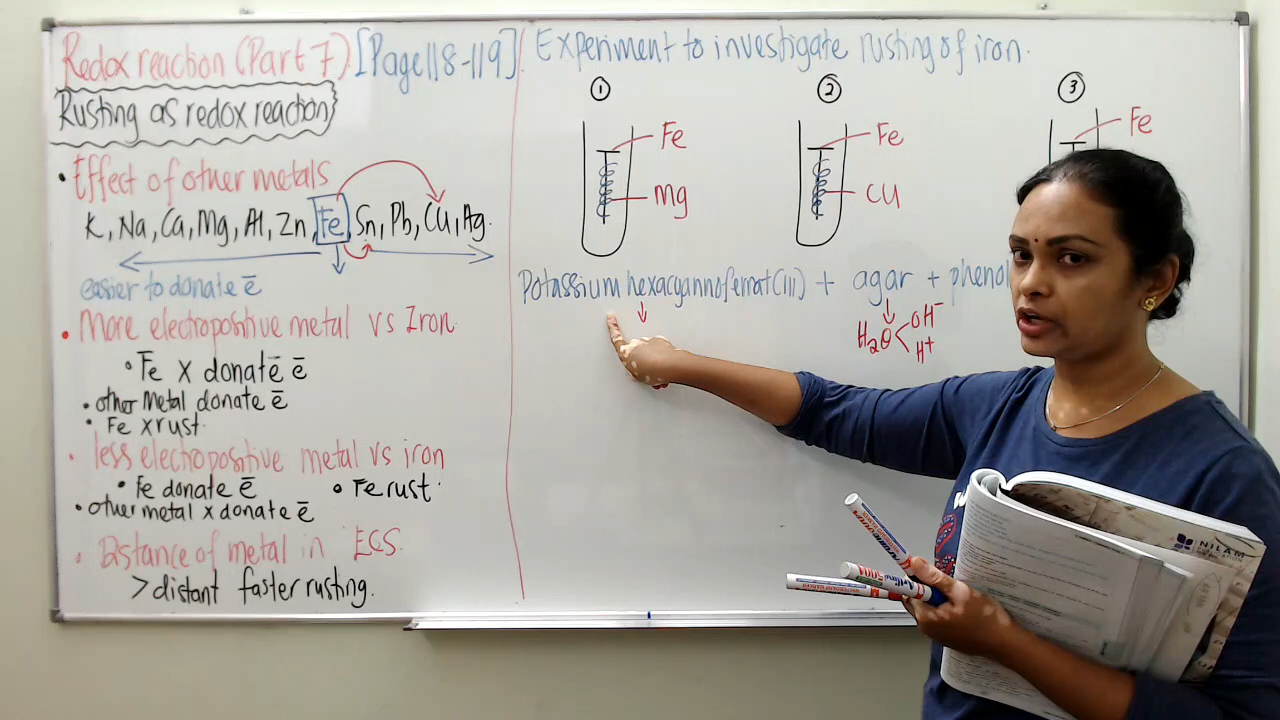 Redox reaction (Part 7) [Page 118-119]
Rusting as redox reaction
• Effect of other metals
K, Na, Ca, Mg, Al, Zn, Fe, Sn, Pb, Cu, Ag.
easier to donate ē
• More electropositive metal vs Iron.
• Fe X donate ē
• other Metal donate ē
• Fe x rust.
• less electropositive metal vs iron
• Fe donate ē • Fe rust.
• other metal x donate ē
• Distance of metal in ECS.
> distant faster rusting.
Experiment to investigate rusting of iron.
1 2 3
Fe Fe Fe
Mg Cu
Potassium hexacyannoferrat(III) + agar + phenol
H2O OH-
H+
Artline 500A
NILAM